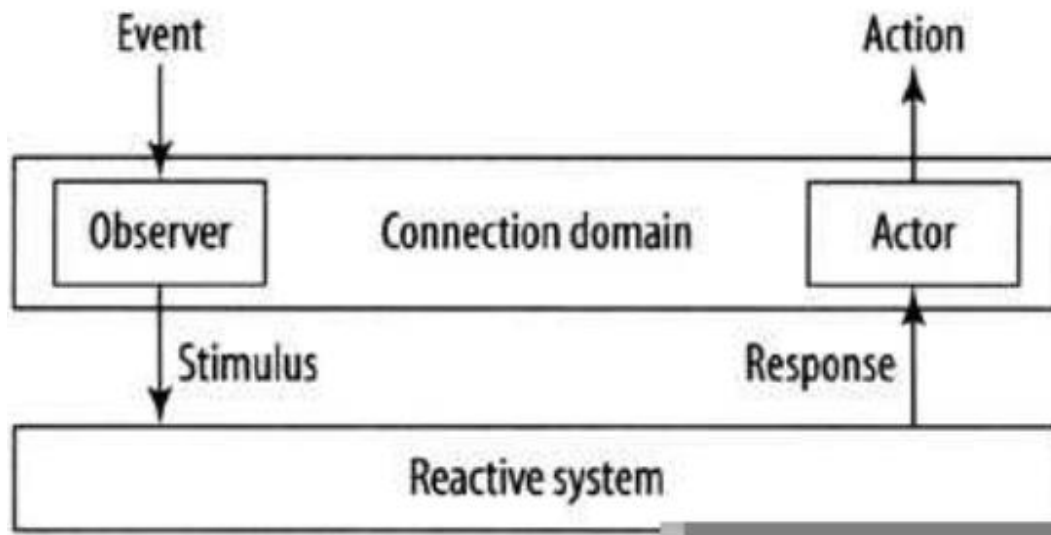 Event
Action
Observer
Connection domain
Actor
Stimulus
Response
Reactive system